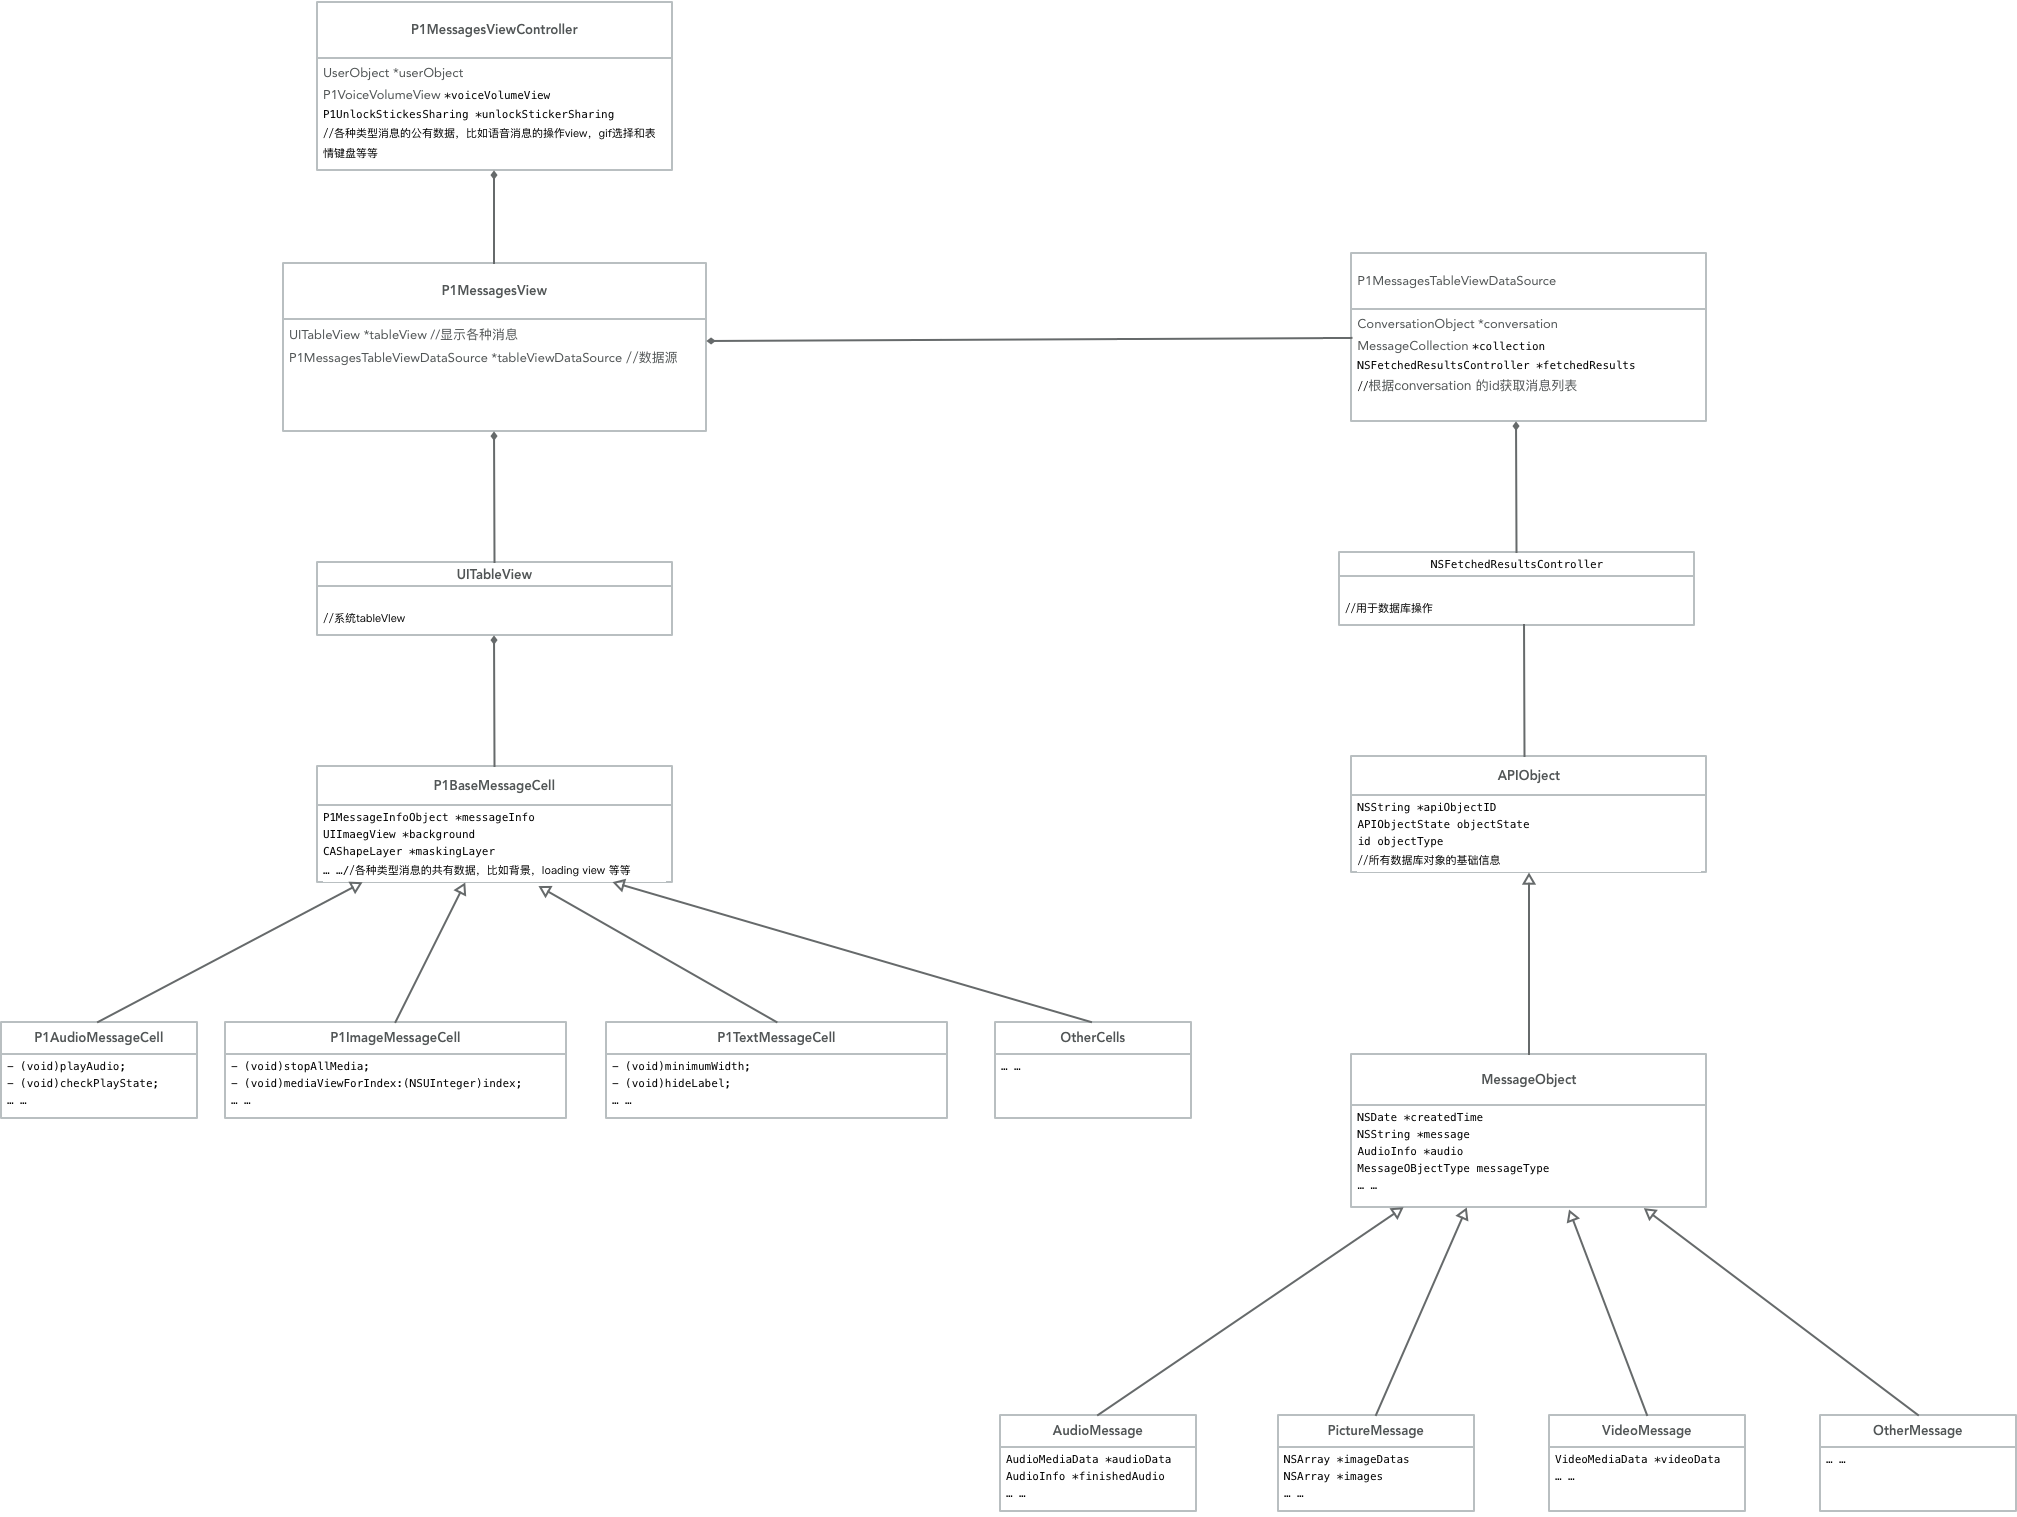 P1MessagesViewController
UserObject *userObject
P1VoiceVolumeView *voiceVolumeView
P1UnlockStickesSharing *unlockStickerSharing
//各种类型消息的公有数据，比如语音消息的操作view，gif选择和表
情键盘等等
P1MessagesView
UITableView *tableView //显示各种消息
P1MessagesTableViewDataSource *tableViewDataSource //数据源
P1MessagesTableViewDataSource
ConversationObject *conversation
MessageCollection *collection
NSFetchedResultsController *fetchedResults
//根据conversation 的id获取消息列表
UITableView
//系统tableVIew
NSFetchedResultsController
//用于数据库操作
P1BaseMessageCell
P1MessageInfoObject *messageInfo
UIImaegView *background
CAShapeLayer *maskingLayer
… …//各种类型消息的共有数据，比如背景，loading view 等等
APIObject
NSString *apiObjectID
APIObjectState objectState
id objectType
//所有数据库对象的基础信息
P1AudioMessageCell
- (void)playAudio;
- (void)checkPlayState;
… …
P1ImageMessageCell
- (void)stopAllMedia;
- (void)mediaViewForIndex:(NSUInteger)index;
… …
P1TextMessageCell
- (void)minimumWidth;
- (void)hideLabel;
… …
OtherCells
… …
MessageObject
NSDate *createdTime
NSString *message
AudioInfo *audio
MessageOBjectType messageType
… …
AudioMessage
AudioMediaData *audioData
AudioInfo *finishedAudio
… …
PictureMessage
NSArray *imageDatas
NSArray *images
… …
VideoMessage
VideoMediaData *videoData
… …
OtherMessage
… …